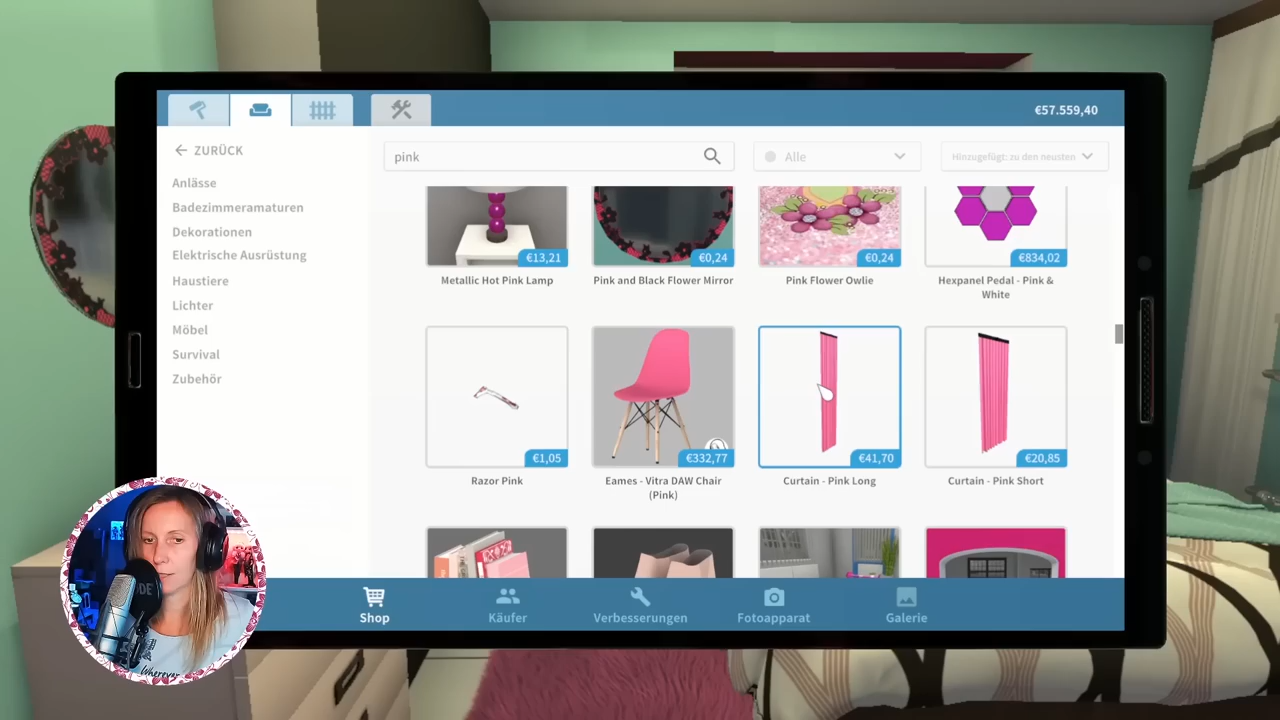 €57.559,40
ZURÜCK
pink
Alle
Hinzugefügt: zu den neusten
Anlässe
Badezimmeramaturen
Dekorationen
Elektrische Ausrüstung
Haustiere
Lichter
Möbel
Survival
Zubehör
€13,21
€0,24
€0,24
€834,02
Metallic Hot Pink Lamp
Pink and Black Flower Mirror
Pink Flower Owlie
Hexpanel Pedal - Pink &
White
€1,05
€332,77
€41,70
€20,85
Razor Pink
Eames - Vitra DAW Chair
(Pink)
Curtain - Pink Long
Curtain - Pink Short
Shop
Käufer
Verbesserungen
Fotoapparat
Galerie
Wherever